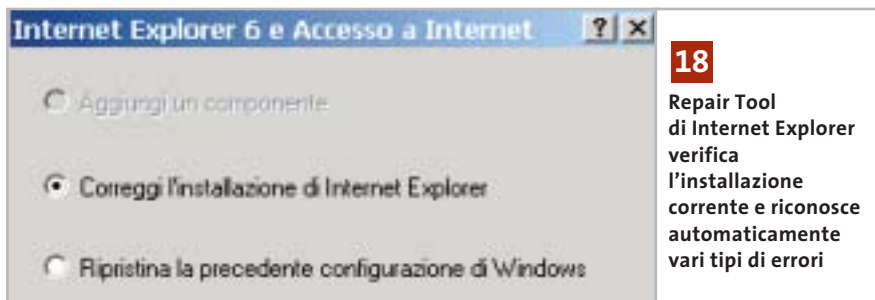 Internet Explorer 6 e Accesso a Internet ? ×
Aggiungi un componente
Correggi l'installazione di Internet Explorer
Ripristina la precedente configurazione di Windows
18
Repair Tool
di Internet Explorer
verifica
l'installazione
corrente e riconosce
automaticamente
vari tipi di errori